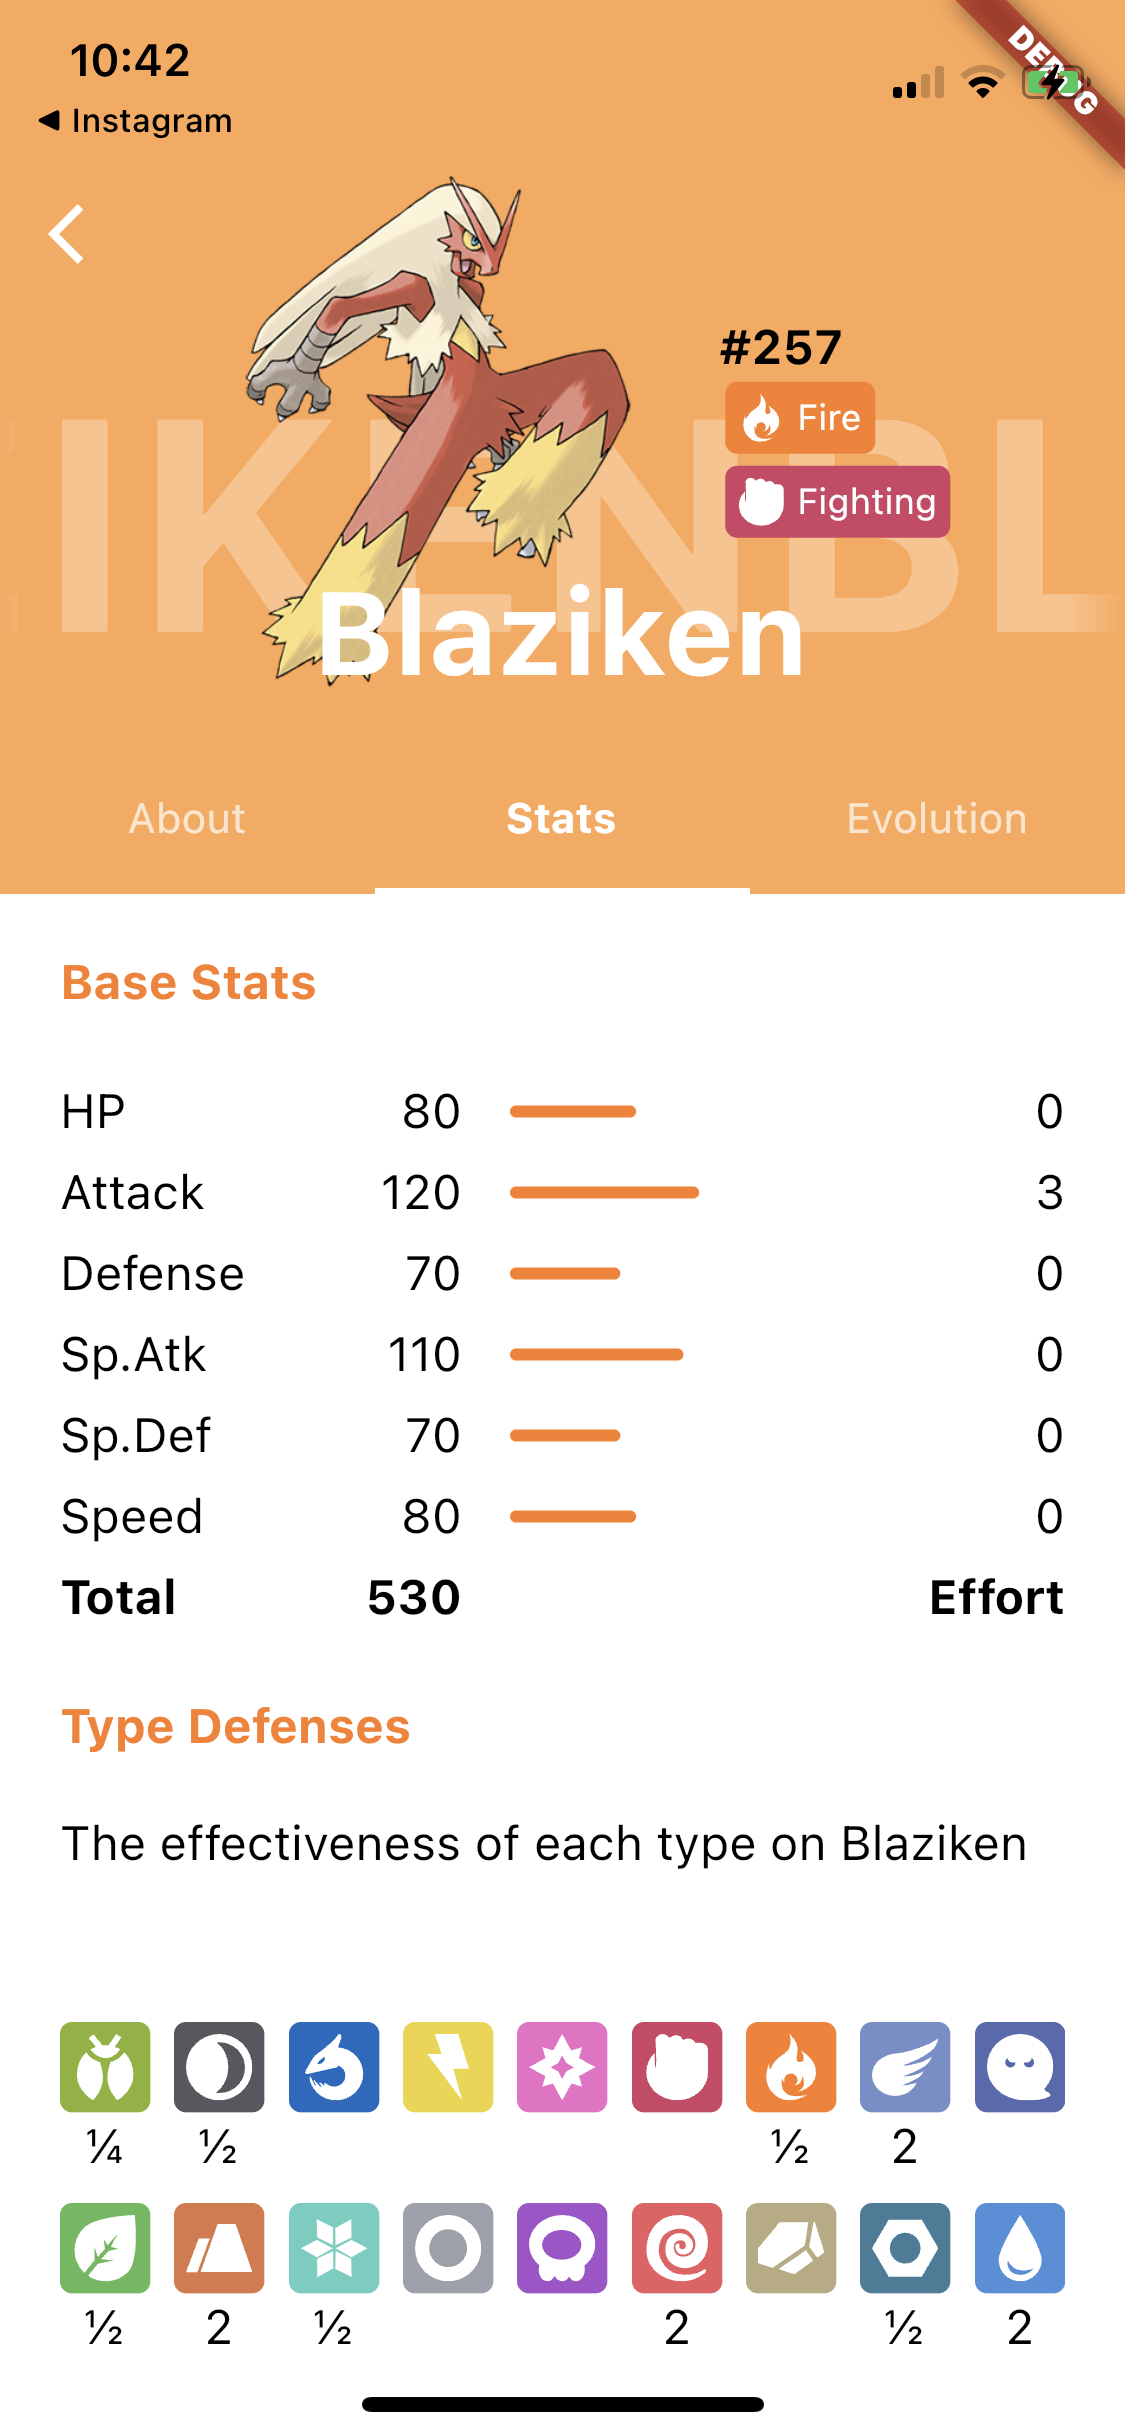 10:42
◀ Instagram
DEBUG
#257
Fire
Fighting
IKENBL
Blaziken
About
Stats
Evolution
Base Stats
HP 80 0
Attack 120 3
Defense 70 0
Sp.Atk 110 0
Sp.Def 70 0
Speed 80 0
Total 530 Effort
Type Defenses
The effectiveness of each type on Blaziken
¼ ½ ½ 2
½ 2 ½ 2 ½ 2